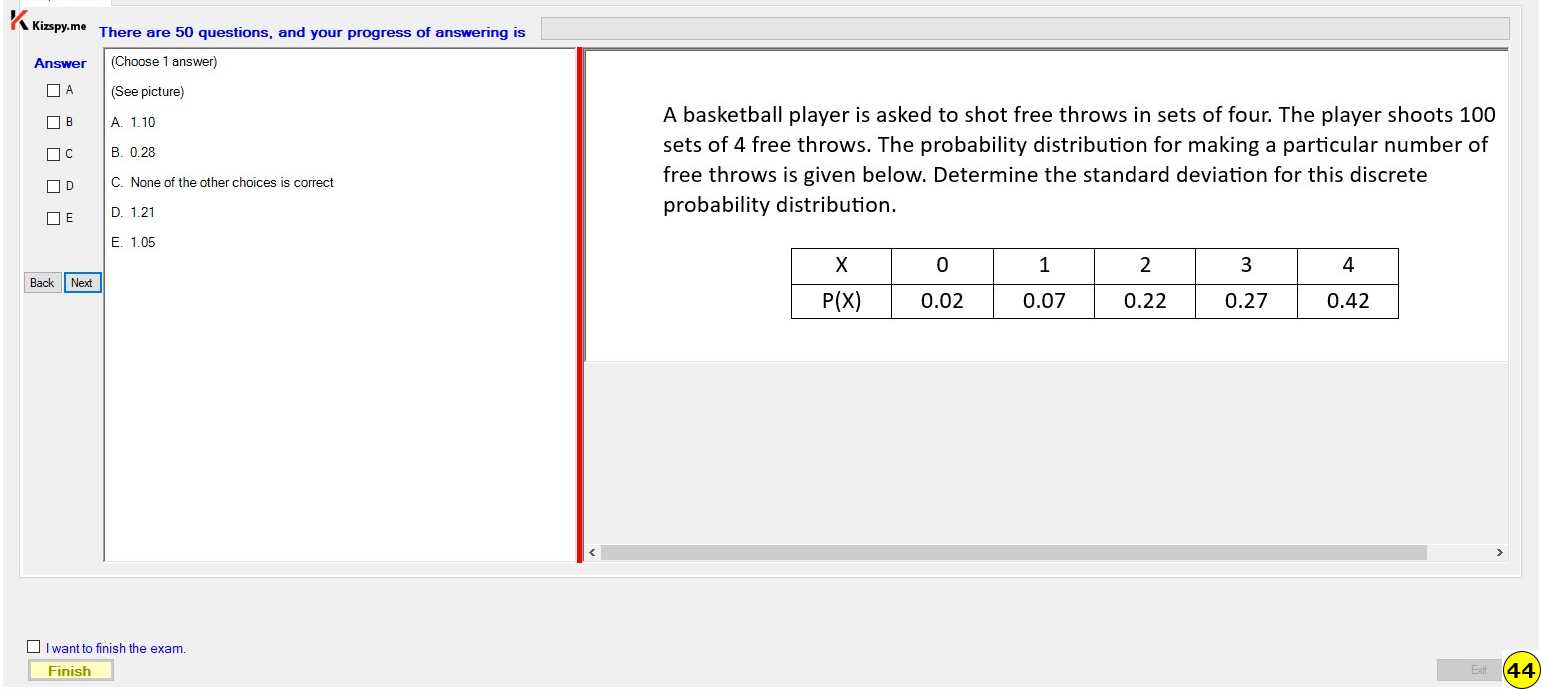 Kizspy.me
There are 50 questions, and your progress of answering is
Answer
A
B
C
D
E
Back Next
(Choose 1 answer)
(See picture)
A. 1.10
B. 0.28
C. None of the other choices is correct
D. 1.21
E. 1.05
A basketball player is asked to shot free throws in sets of four. The player shoots 100
sets of 4 free throws. The probability distribution for making a particular number of
free throws is given below. Determine the standard deviation for this discrete
probability distribution.
X 0 1 2 3 4
P(X) 0.02 0.07 0.22 0.27 0.42
I want to finish the exam.
Finish
Exit
44